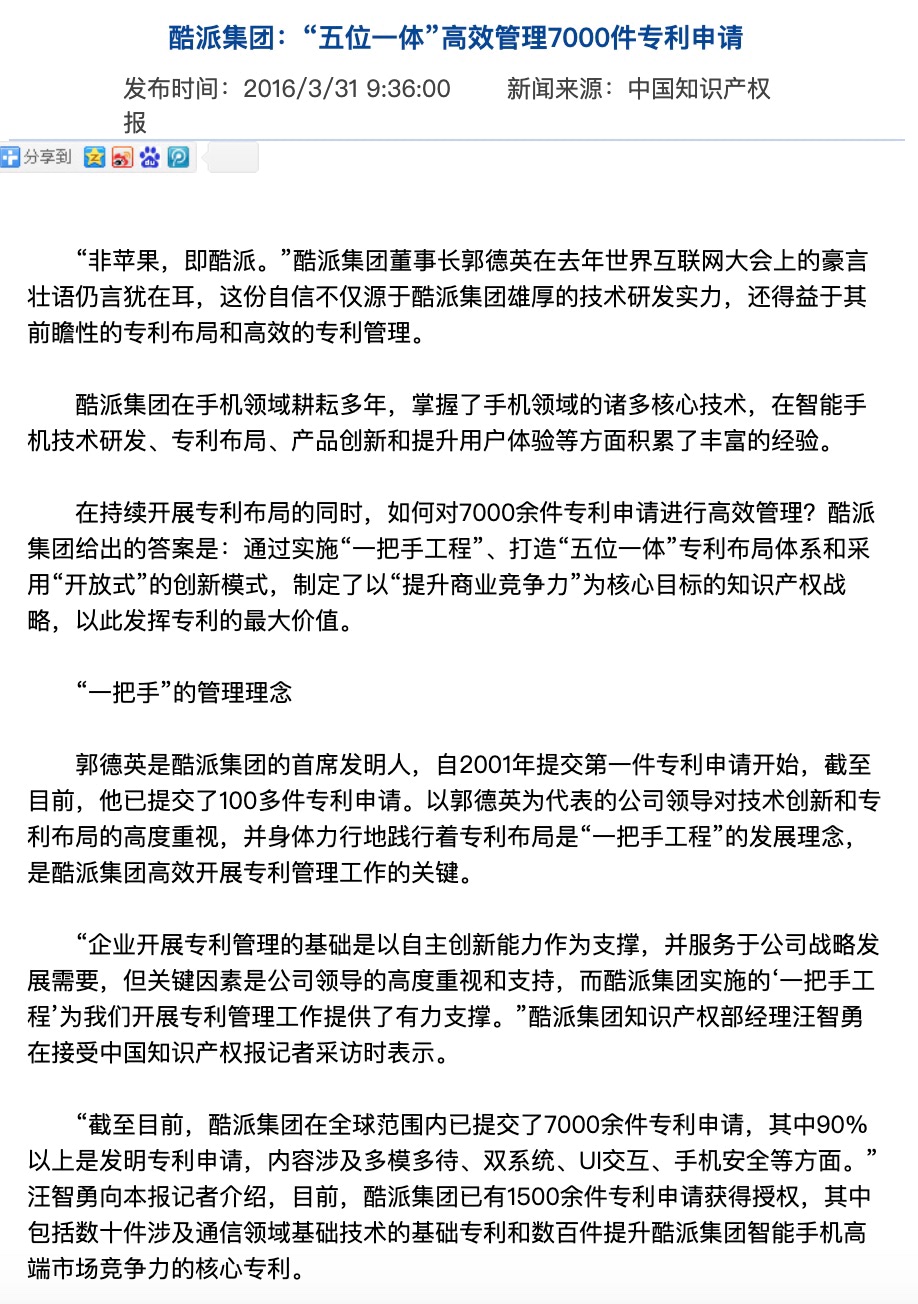 酷派集团：“五位一体”高效管理7000件专利申请
发布时间：2016/3/31 9:36:00 新闻来源：中国知识产权
报
分享到
“非苹果，即酷派。”酷派集团董事长郭德英在去年世界互联网大会上的豪言
壮语仍言犹在耳，这份自信不仅源于酷派集团雄厚的技术研发实力，还得益于其
前瞻性的专利布局和高效的专利管理。
酷派集团在手机领域耕耘多年，掌握了手机领域的诸多核心技术，在智能手
机技术研发、专利布局、产品创新和提升用户体验等方面积累了丰富的经验。
在持续开展专利布局的同时，如何对7000余件专利申请进行高效管理？酷派
集团给出的答案是：通过实施“一把手工程”、打造“五位一体”专利布局体系和采
用“开放式”的创新模式，制定了以“提升商业竞争力”为核心目标的知识产权战
略，以此发挥专利的最大价值。
“一把手”的管理理念
郭德英是酷派集团的首席发明人，自2001年提交第一件专利申请开始，截至
目前，他已提交了100多件专利申请。以郭德英为代表的公司领导对技术创新和专
利布局的高度重视，并身体力行地践行着专利布局是“一把手工程”的发展理念，
是酷派集团高效开展专利管理工作的关键。
“企业开展专利管理的基础是以自主创新能力作为支撑，并服务于公司战略发
展需要，但关键因素是公司领导的高度重视和支持，而酷派集团实施的‘一把手工
程’为我们开展专利管理工作提供了有力支撑。”酷派集团知识产权部经理汪智勇
在接受中国知识产权报记者采访时表示。
“截至目前，酷派集团在全球范围内已提交了7000余件专利申请，其中90%
以上是发明专利申请，内容涉及多模多待、双系统、UI交互、手机安全等方面。”
汪智勇向本报记者介绍，目前，酷派集团已有1500余件专利申请获得授权，其中
包括数十件涉及通信领域基础技术的基础专利和数百件提升酷派集团智能手机高
端市场竞争力的核心专利。